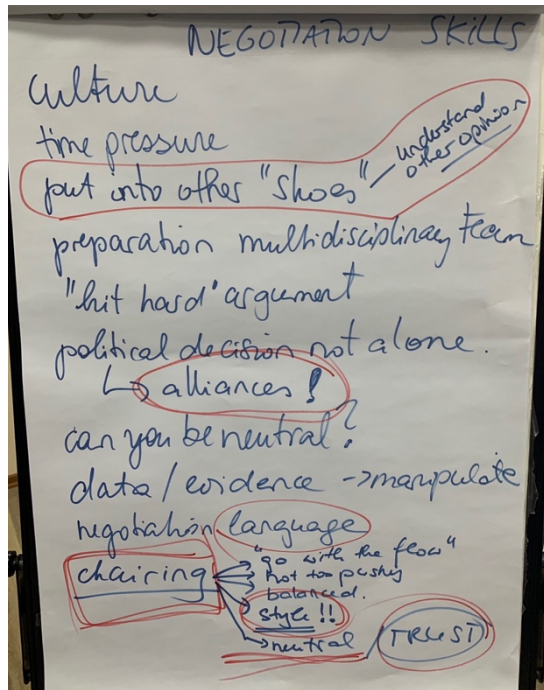 NEGOTIATION SKILLS
culture
time pressure
put into other "shoes" – understand
other opinion
preparation multidisciplinary team
"hit hard" argument
political decision not alone.
↳ alliances!
can you be neutral?
data / evidence -> manipulate
negotiation language
chairing
"go with the flow"
not too pushy
balanced.
style!!
neutral
TRUST